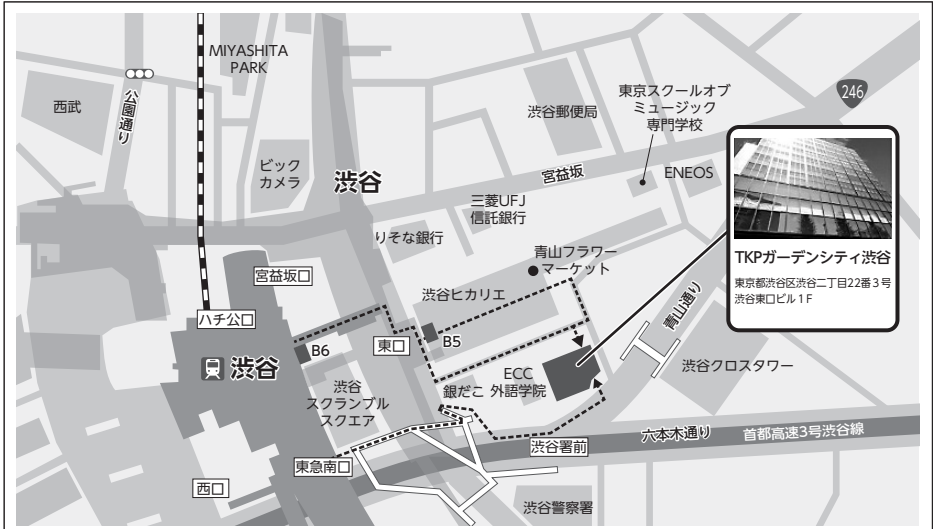 MIYASHITA
PARK
西武
公園通り
ビック
カメラ
渋谷
渋谷郵便局
東京スクールオブ
ミュージック
専門学校
246
宮益坂
ENEOS
三菱UFJ
信託銀行
りそな銀行
TKPガーデンシティ渋谷
東京都渋谷区渋谷二丁目22番3号
渋谷東口ビル1F
青山フラワー
マーケット
宮益坂口
渋谷ヒカリエ
青山通り
ハチ公口
B6
東口
B5
渋谷
渋谷クロスタワー
ECC
外語学院
銀だこ
渋谷
スクランブル
スクエア
六本木通り
首都高速3号渋谷線
渋谷署前
東急南口
西口
渋谷警察署